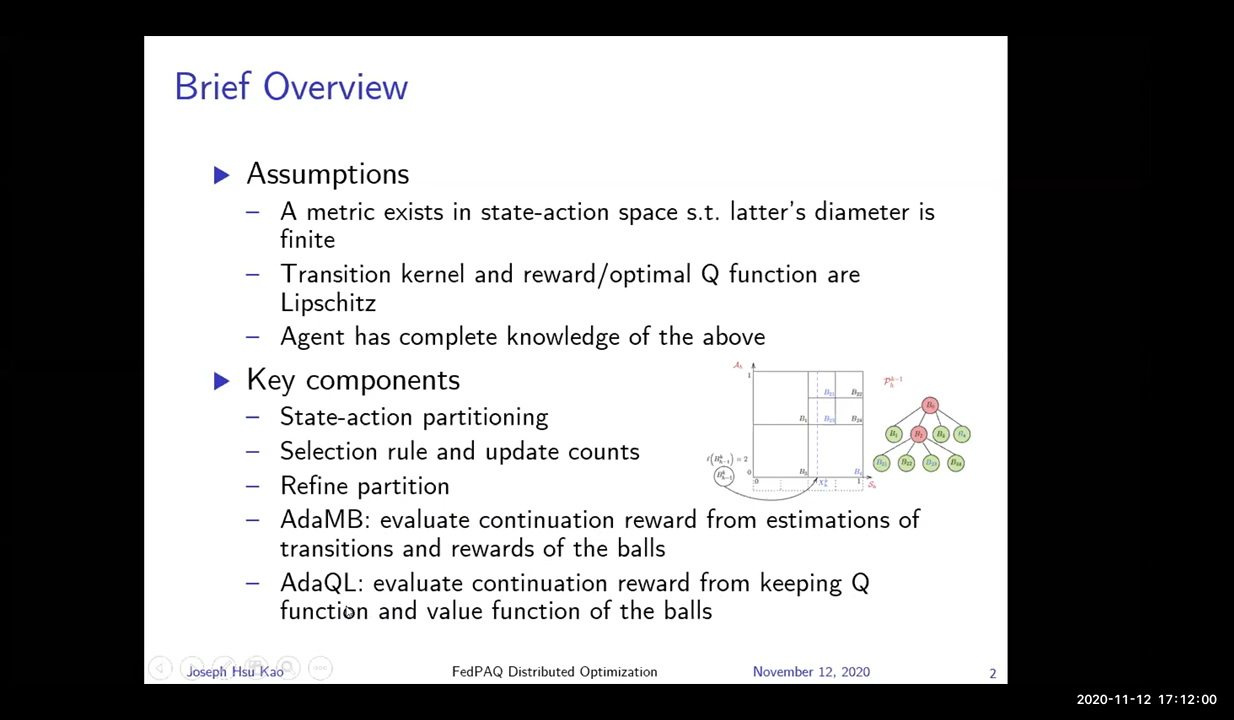 Brief Overview
Assumptions
– A metric exists in state-action space s.t. latter's diameter is
finite
– Transition kernel and reward/optimal Q function are
Lipschitz
– Agent has complete knowledge of the above
Key components
– State-action partitioning
– Selection rule and update counts
– Refine partition
– AdaMB: evaluate continuation reward from estimations of
transitions and rewards of the balls
– AdaQL: evaluate continuation reward from keeping Q
function and value function of the balls
Joseph Hsu Kao
FedPAQ Distributed Optimization
November 12, 2020
2
2020-11-12 17:12:00